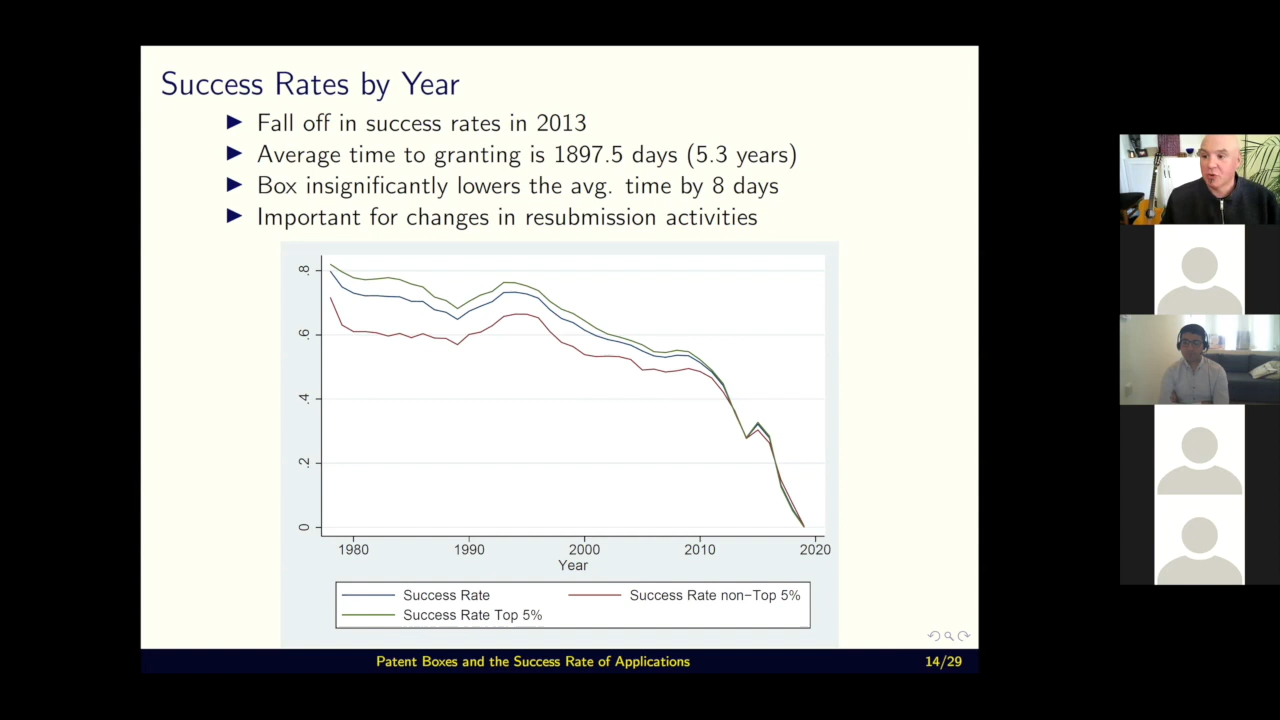 Success Rates by Year
Fall off in success rates in 2013
Average time to granting is 1897.5 days (5.3 years)
Box insignificantly lowers the avg. time by 8 days
Important for changes in resubmission activities
.8
.6
.4
.2
0
1980 1990 2000 2010 2020
Year
Success Rate
Success Rate non-Top 5%
Success Rate Top 5%
Patent Boxes and the Success Rate of Applications
14/29